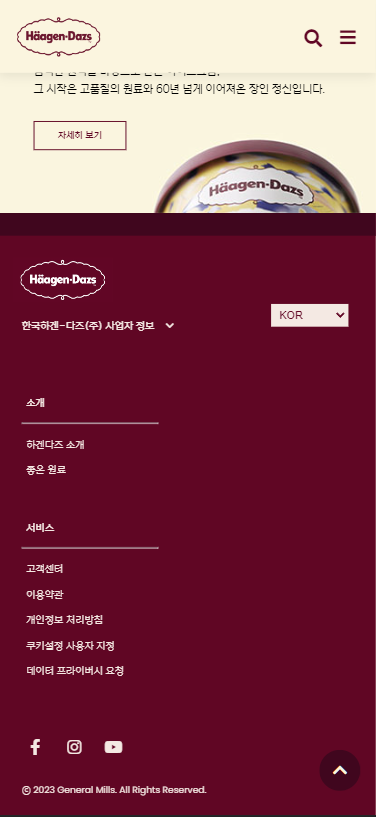 Häagen-Dazs
그 시작은 고품질의 원료와 60년 넘게 이어져온 장인 정신입니다.
자세히 보기
Häagen-Dazs
Häagen-Dazs
한국하겐-다즈(주) 사업자 정보
KOR
소개
하겐다즈 소개
좋은 원료
서비스
고객센터
이용약관
개인정보 처리방침
쿠키설정 사용자 지정
데이터 프라이버시 요청
© 2023 General Mills. All Rights Reserved.